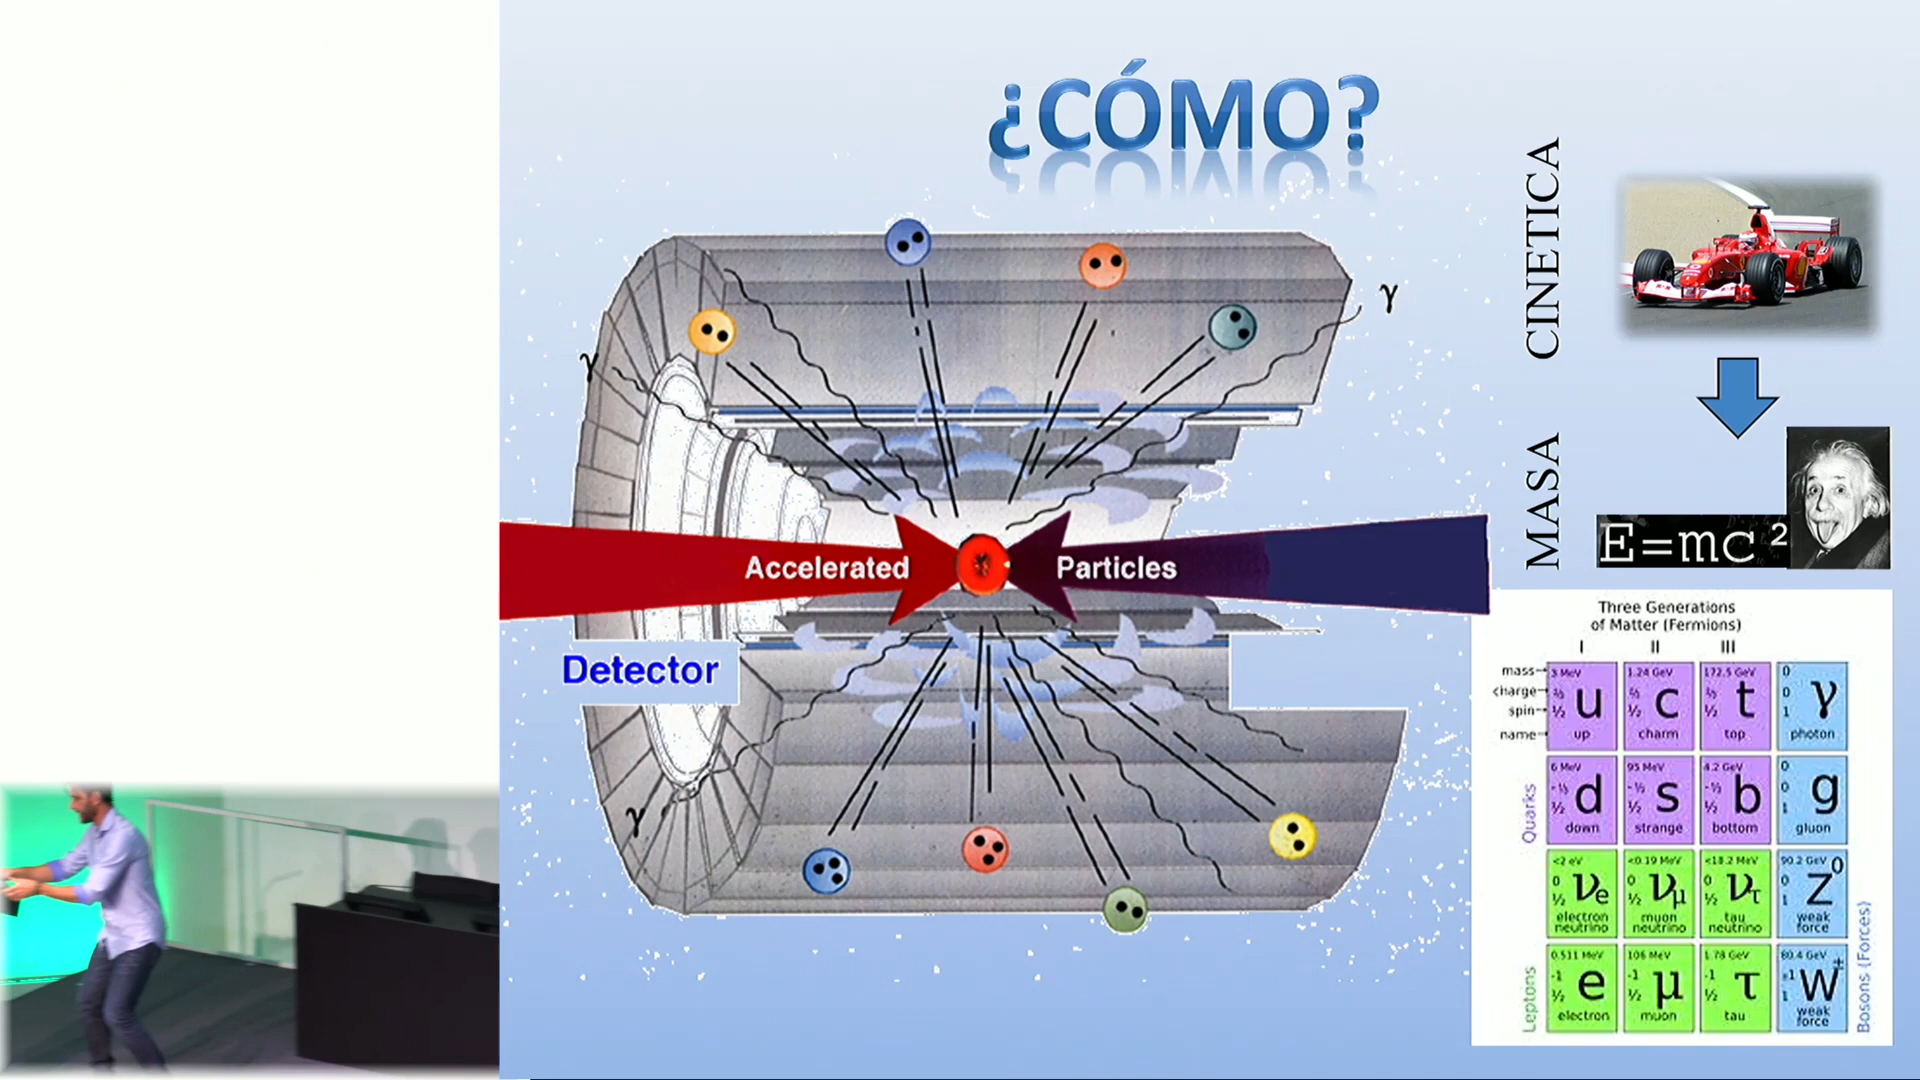 ¿CÓMO?
CINETICA
MASA
E=mc²
γ
γ
γ
Accelerated Particles
Detector
Three Generations
of Matter (Fermions)
I II III
mass
charge
spin
name
3 MeV
⅔
½
u
up
1.24 GeV
⅔
½
c
charm
172.5 GeV
⅔
½
t
top
0
0
1
γ
photon
Quarks
6 MeV
-⅓
½
d
down
95 MeV
-⅓
½
s
strange
4.2 GeV
-⅓
½
b
bottom
0
0
1
g
gluon
<2 eV
0
½
νe
electron
neutrino
<0.19 MeV
0
½
νμ
muon
neutrino
<18.2 MeV
0
½
ντ
tau
neutrino
90.2 GeV
0
1
Z⁰
weak
force
Leptons
0.511 MeV
-1
½
e
electron
106 MeV
-1
½
μ
muon
1.78 GeV
-1
½
τ
tau
80.4 GeV
±1
1
W±
weak
force
Bosons (Forces)